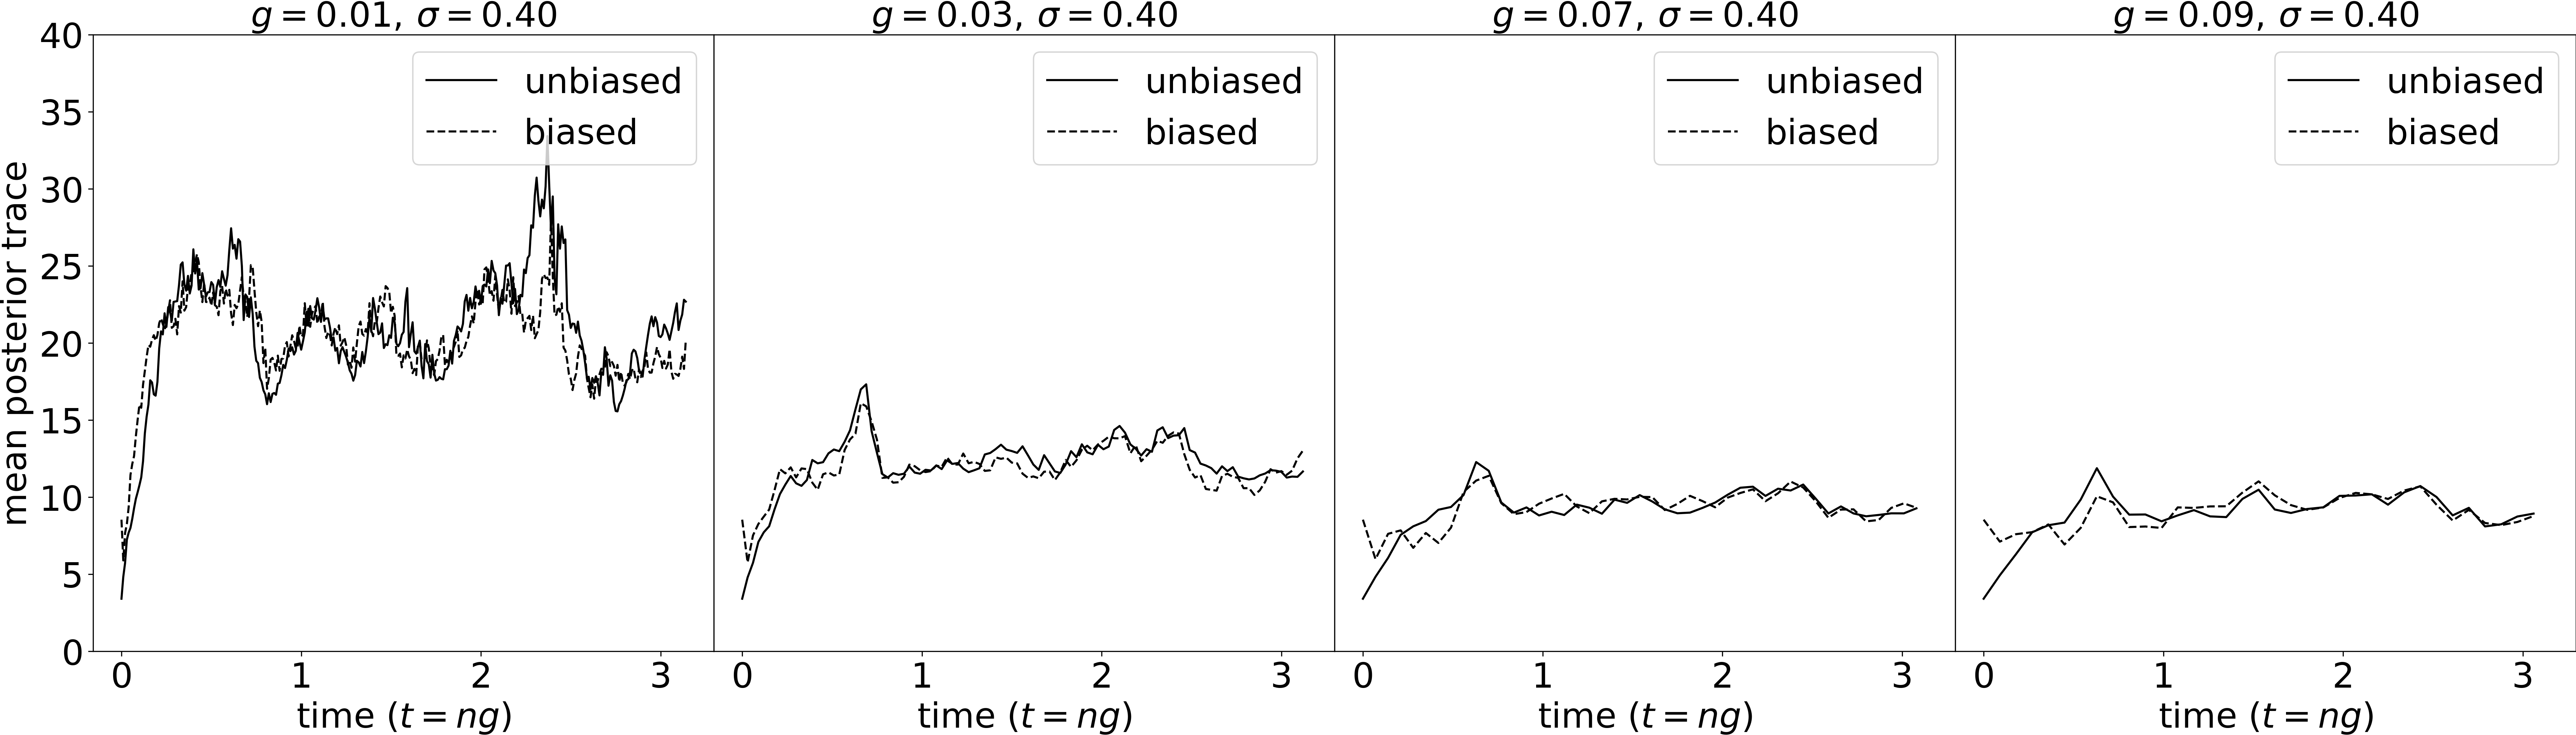 g = 0.01, σ = 0.40
g = 0.03, σ = 0.40
g = 0.07, σ = 0.40
g = 0.09, σ = 0.40
mean posterior trace
40
35
30
25
20
15
10
5
0
unbiased
biased
unbiased
biased
unbiased
biased
unbiased
biased
0 1 2 3
0 1 2 3
0 1 2 3
0 1 2 3
time (t = ng)
time (t = ng)
time (t = ng)
time (t = ng)